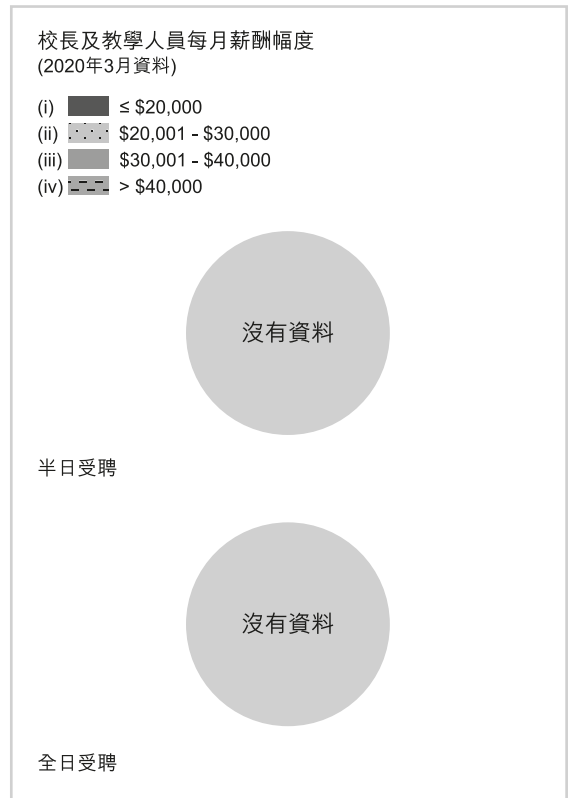 校長及教學人員每月薪酬幅度
(2020年3月資料)
(i) ≤ $20,000
(ii) $20,001 - $30,000
(iii) $30,001 - $40,000
(iv) > $40,000
沒有資料
半日受聘
沒有資料
全日受聘